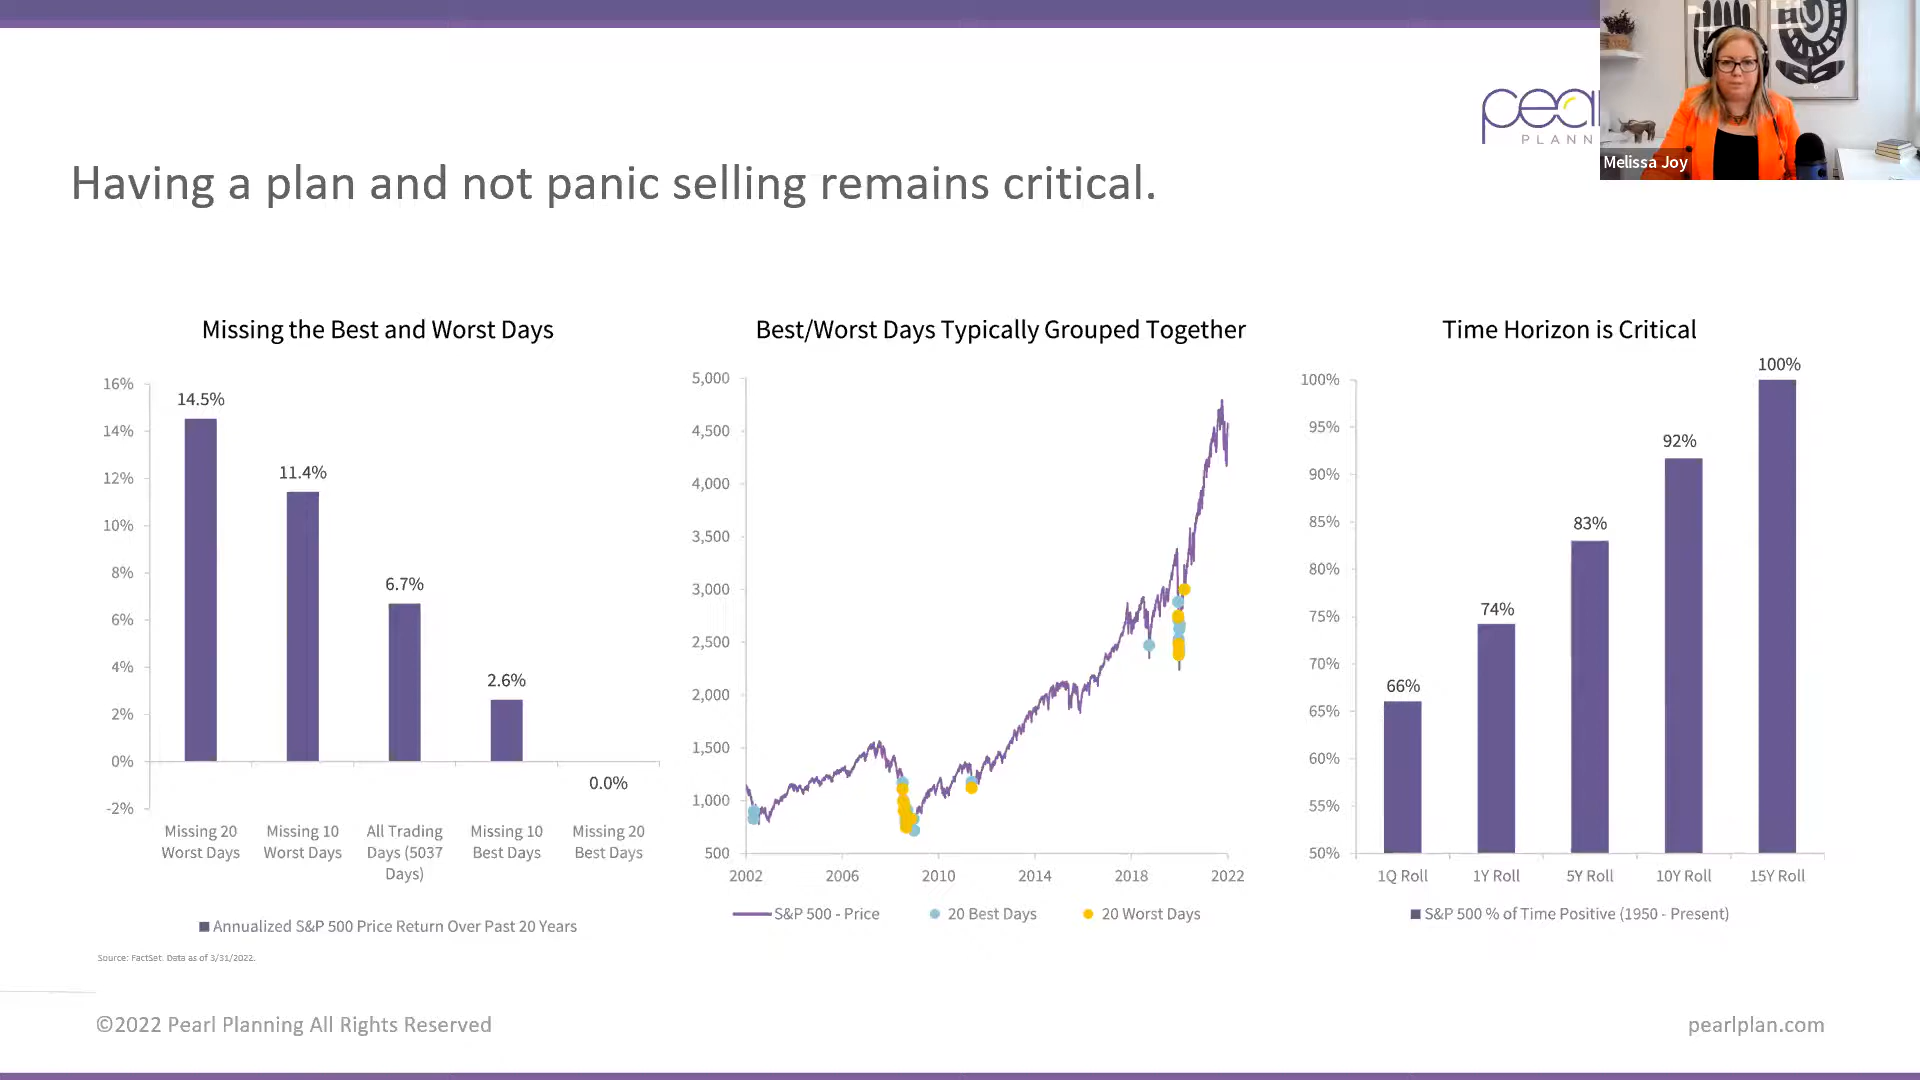 pea
PLANN
Melissa Joy
Having a plan and not panic selling remains critical.
Missing the Best and Worst Days
16%
14%
12%
10%
8%
6%
4%
2%
0%
-2%
14.5%
11.4%
6.7%
2.6%
0.0%
Missing 20
Worst Days
Missing 10
Worst Days
All Trading
Days (5037
Days)
Missing 10
Best Days
Missing 20
Best Days
Annualized S&P 500 Price Return Over Past 20 Years
Best/Worst Days Typically Grouped Together
5,000
4,500
4,000
3,500
3,000
2,500
2,000
1,500
1,000
500
2002 2006 2010 2014 2018 2022
S&P 500 - Price 20 Best Days 20 Worst Days
Time Horizon is Critical
100%
95%
90%
85%
80%
75%
70%
65%
60%
55%
50%
66%
74%
83%
92%
100%
1Q Roll 1Y Roll 5Y Roll 10Y Roll 15Y Roll
S&P 500 % of Time Positive (1950 - Present)
Source: FactSet. Data as of 3/31/2022.
©2022 Pearl Planning All Rights Reserved
pearlplan.com